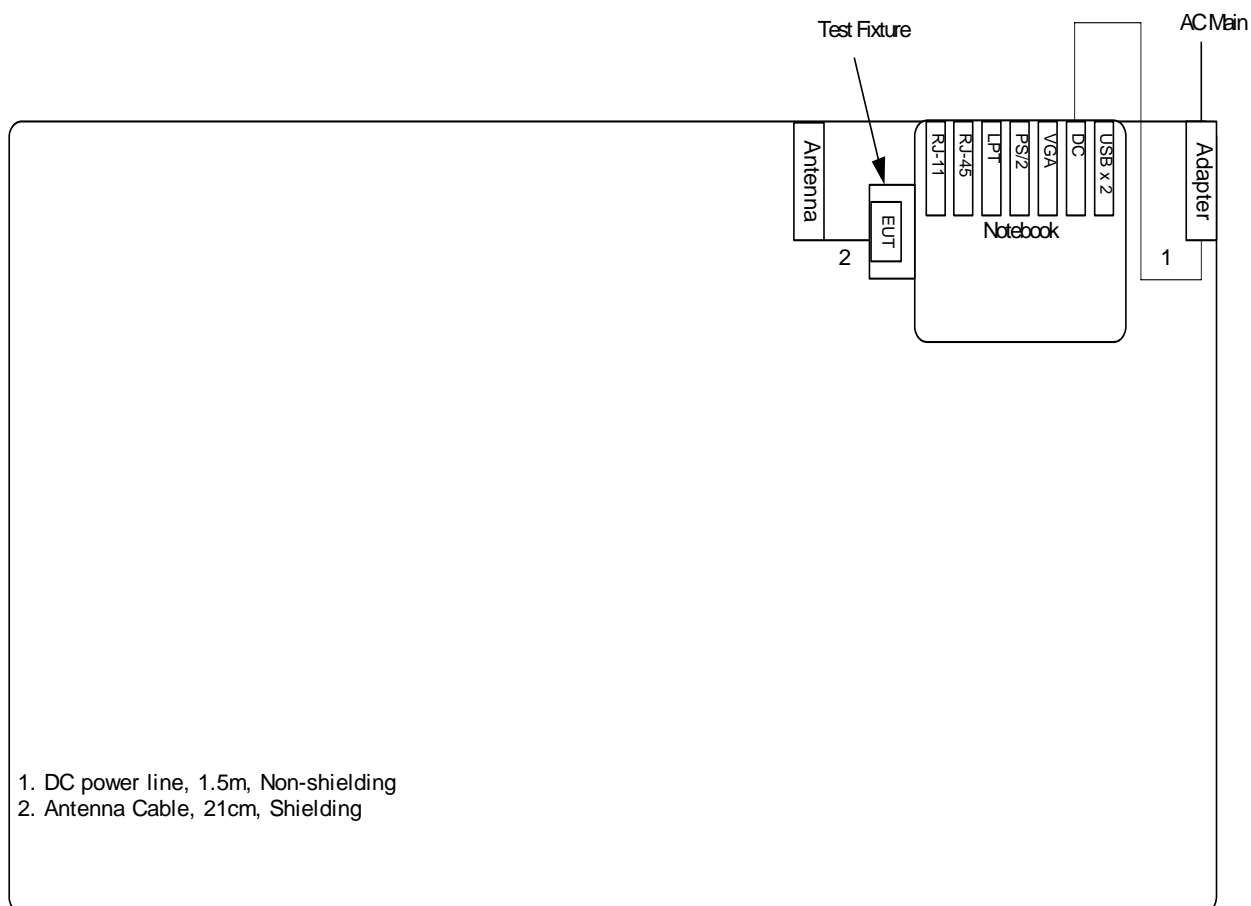 Test Fixture
AC Main
Antenna
RJ-11
RJ-45
LPT
PS/2
VGA
DC
USB x 2
Adapter
EUT
Notebook
2
1
1. DC power line, 1.5m, Non-shielding
2. Antenna Cable, 21cm, Shielding